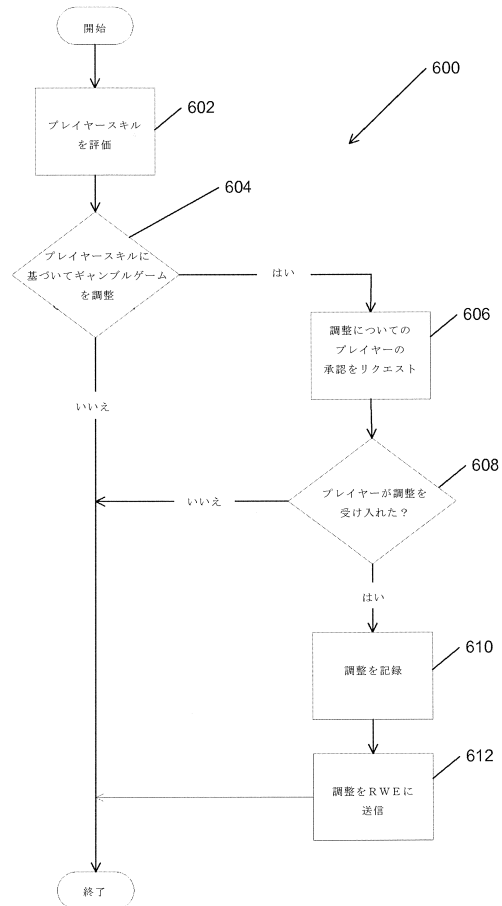 開始
600
602
プレイヤースキル
を評価
604
プレイヤースキルに
基づいてギャンブルゲーム
を調整
はい
606
調整についての
プレイヤーの
承認をリクエスト
いいえ
608
プレイヤーが調整を
受け入れた?
いいえ
はい
610
調整を記録
612
調整をRWEに
送信
終了